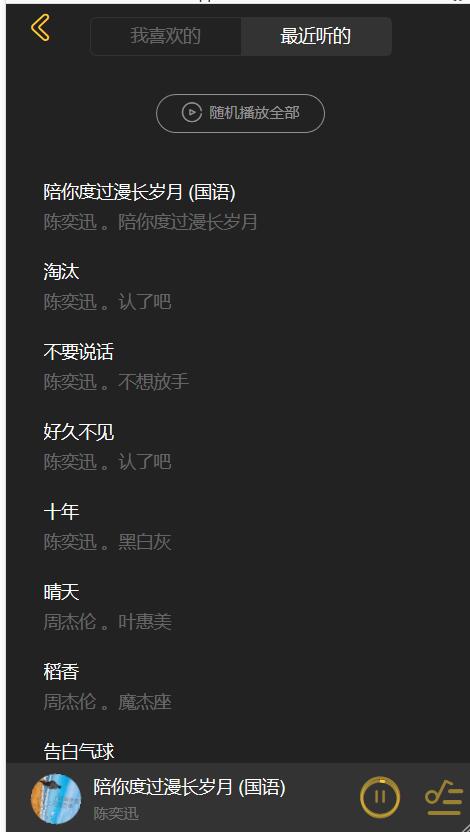 我喜欢的 最近听的
随机播放全部
陪你度过漫长岁月 (国语)
陈奕迅 。陪你度过漫长岁月
淘汰
陈奕迅 。认了吧
不要说话
陈奕迅 。不想放手
好久不见
陈奕迅 。认了吧
十年
陈奕迅 。黑白灰
晴天
周杰伦 。叶惠美
稻香
周杰伦 。魔杰座
告白气球
陪你度过漫长岁月 (国语)
陈奕迅